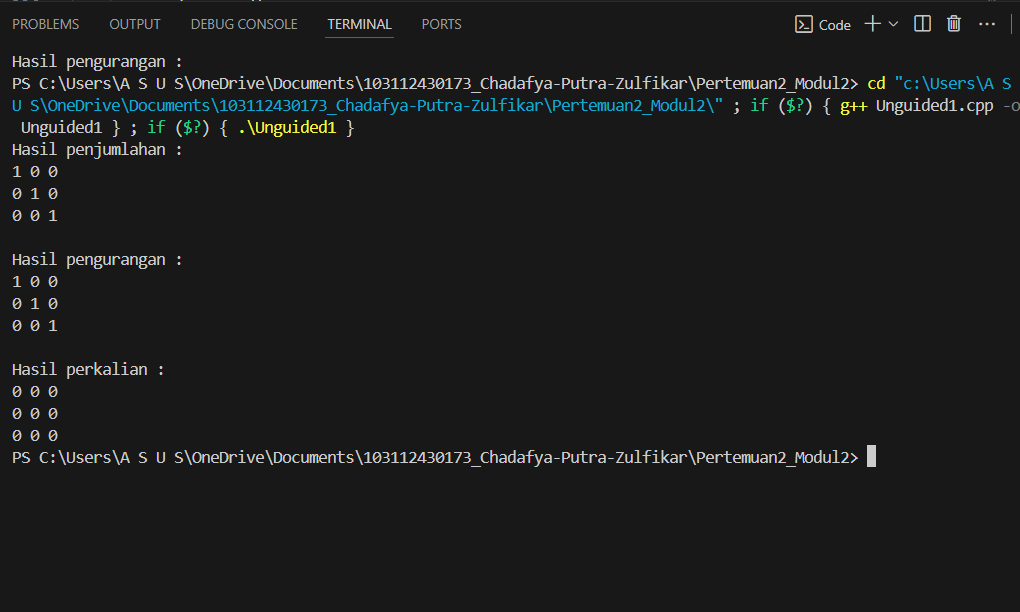 PROBLEMS OUTPUT DEBUG CONSOLE TERMINAL PORTS Code
Hasil pengurangan :
PS C:\Users\A S U S\OneDrive\Documents\103112430173_Chadafya-Putra-Zulfikar\Pertemuan2_Modul2> cd "c:\Users\A S
U S\OneDrive\Documents\103112430173_Chadafya-Putra-Zulfikar\Pertemuan2_Modul2\" ; if ($?) { g++ Unguided1.cpp -o
Unguided1 } ; if ($?) { .\Unguided1 }
Hasil penjumlahan :
1 0 0
0 1 0
0 0 1
Hasil pengurangan :
1 0 0
0 1 0
0 0 1
Hasil perkalian :
0 0 0
0 0 0
0 0 0
PS C:\Users\A S U S\OneDrive\Documents\103112430173_Chadafya-Putra-Zulfikar\Pertemuan2_Modul2>